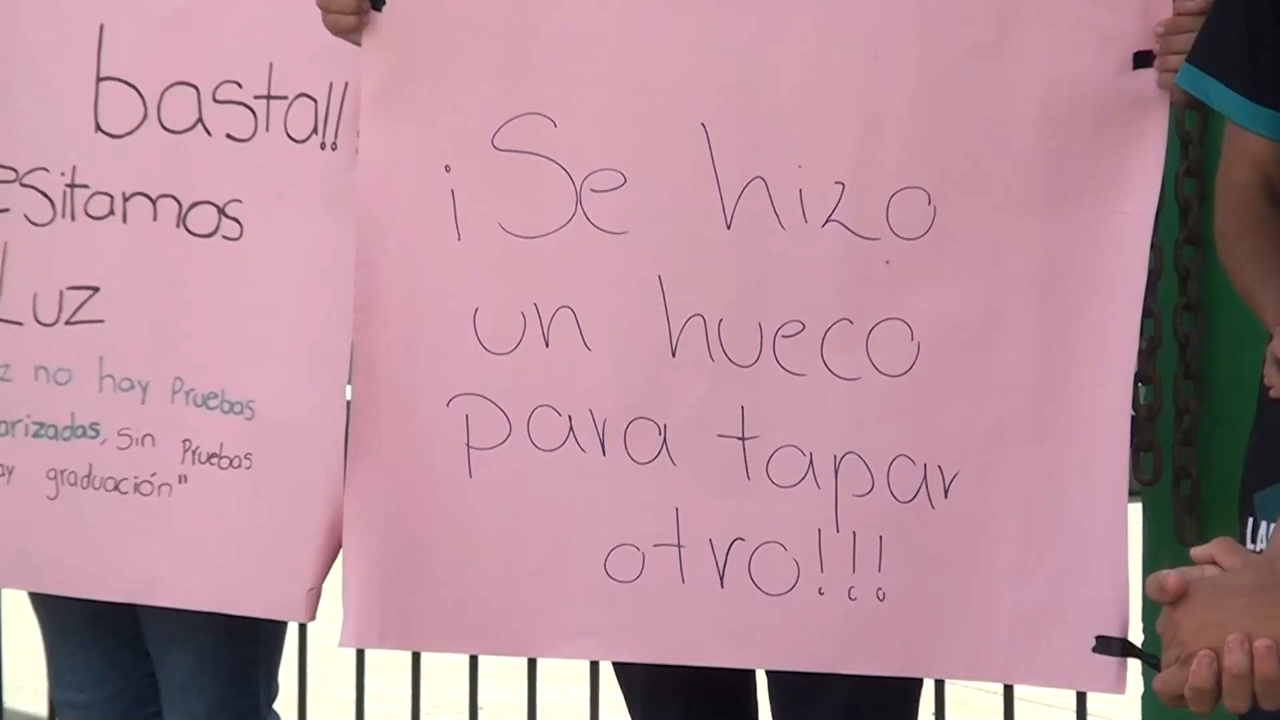 basta!!
esitamos
Luz
z no hay Pruebas
arizadas, sin Pruebas
ay graduación"
¡Se hizo
un hueco
para tapar
otro!!!